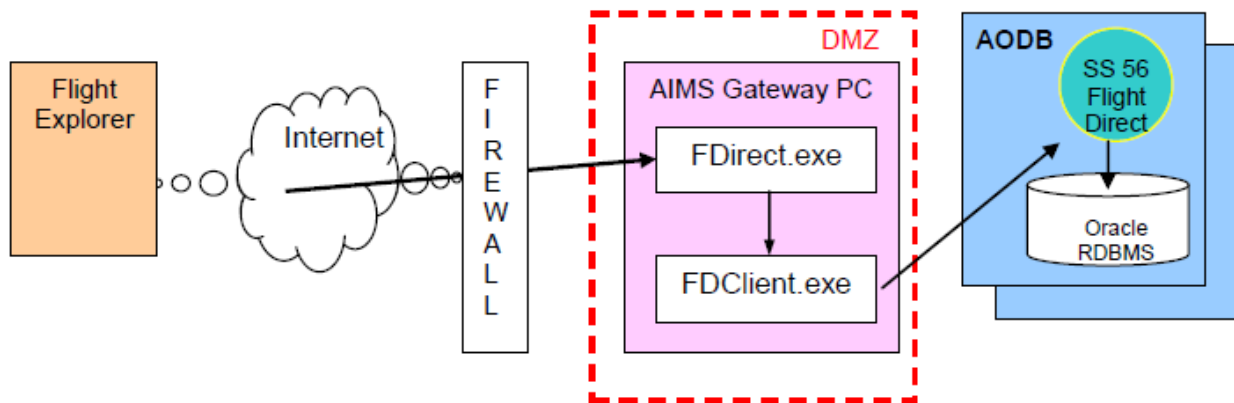 Flight
Explorer
Internet
F
I
R
E
W
A
L
L
DMZ
AIMS Gateway PC
FDirect.exe
FDClient.exe
AODB
SS 56
Flight
Direct
Oracle
RDBMS